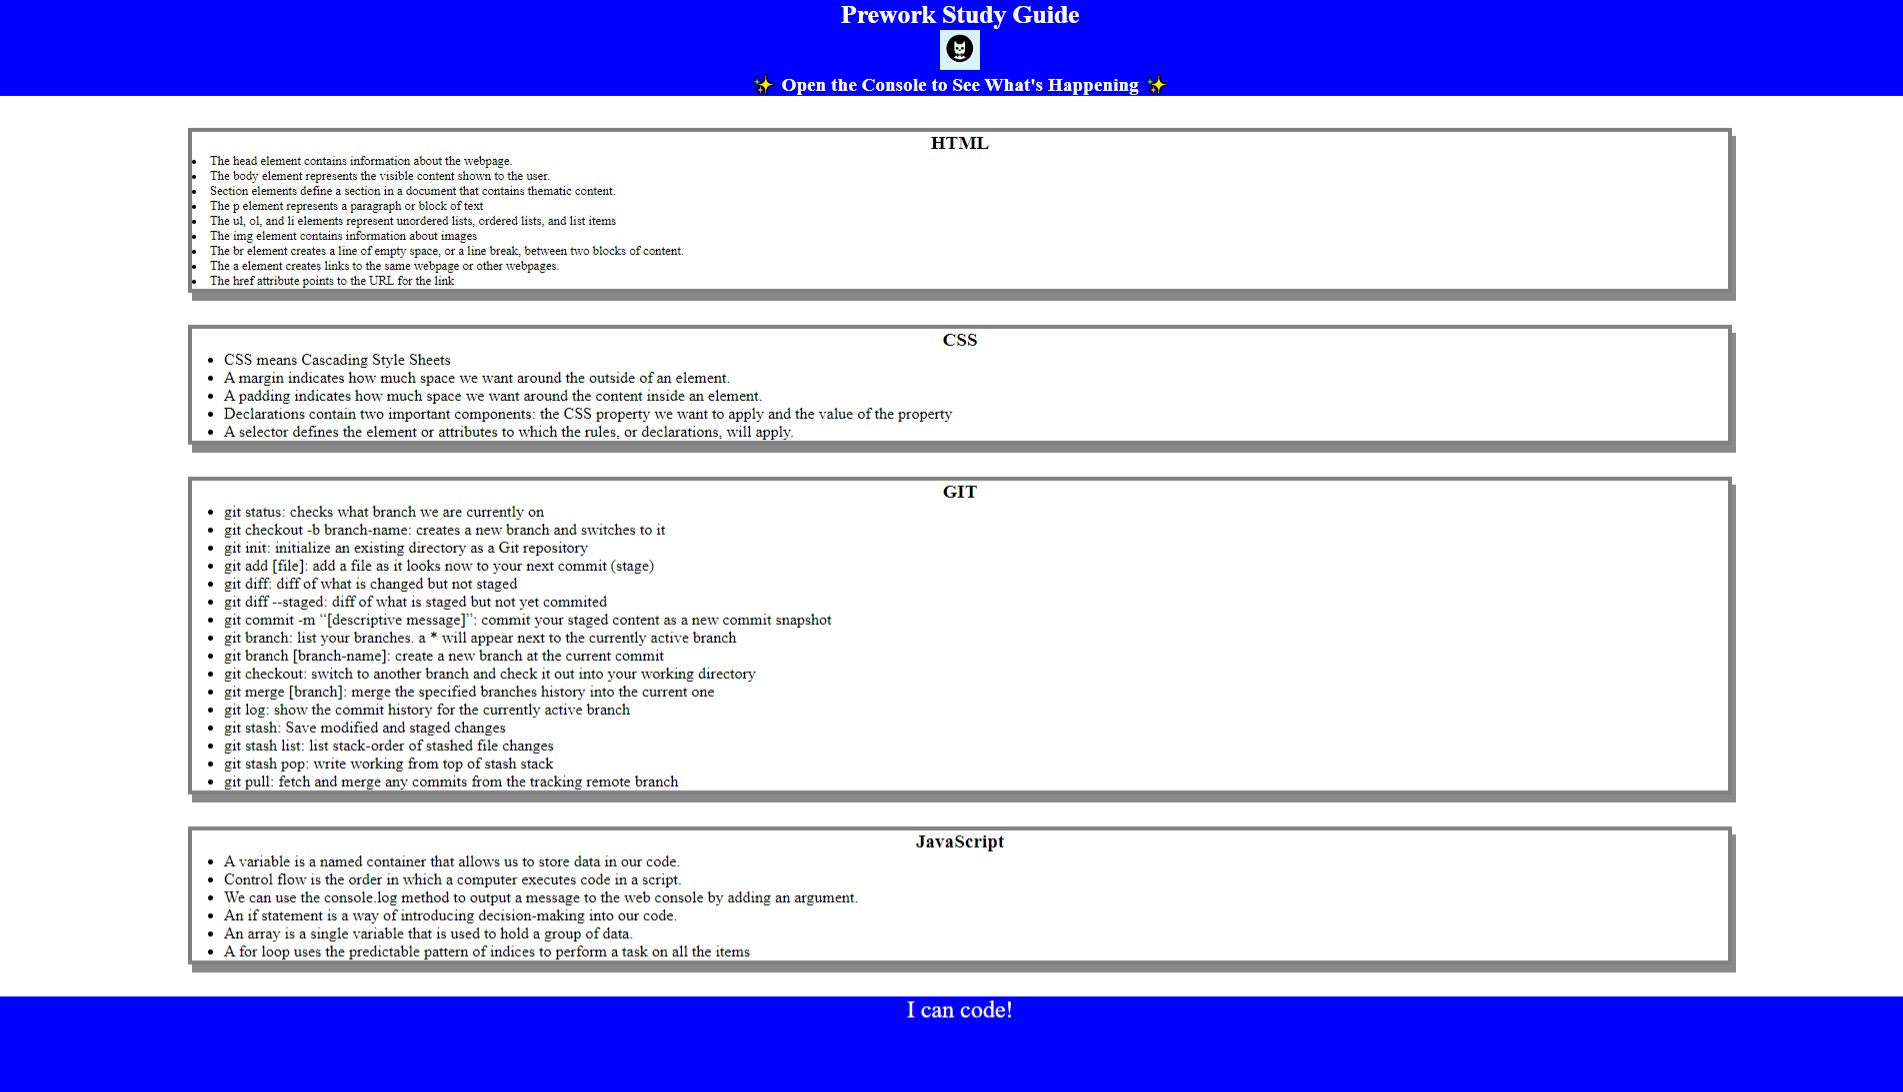 Prework Study Guide
✨ Open the Console to See What's Happening ✨
HTML
The head element contains information about the webpage.
The body element represents the visible content shown to the user.
Section elements define a section in a document that contains thematic content.
The p element represents a paragraph or block of text
The ul, ol, and li elements represent unordered lists, ordered lists, and list items
The img element contains information about images
The br element creates a line of empty space, or a line break, between two blocks of content.
The a element creates links to the same webpage or other webpages.
The href attribute points to the URL for the link
CSS
CSS means Cascading Style Sheets
A margin indicates how much space we want around the outside of an element.
A padding indicates how much space we want around the content inside an element.
Declarations contain two important components: the CSS property we want to apply and the value of the property
A selector defines the element or attributes to which the rules, or declarations, will apply.
GIT
git status: checks what branch we are currently on
git checkout -b branch-name: creates a new branch and switches to it
git init: initialize an existing directory as a Git repository
git add [file]: add a file as it looks now to your next commit (stage)
git diff: diff of what is changed but not staged
git diff --staged: diff of what is staged but not yet commited
git commit -m “[descriptive message]”: commit your staged content as a new commit snapshot
git branch: list your branches. a * will appear next to the currently active branch
git branch [branch-name]: create a new branch at the current commit
git checkout: switch to another branch and check it out into your working directory
git merge [branch]: merge the specified branches history into the current one
git log: show the commit history for the currently active branch
git stash: Save modified and staged changes
git stash list: list stack-order of stashed file changes
git stash pop: write working from top of stash stack
git pull: fetch and merge any commits from the tracking remote branch
JavaScript
A variable is a named container that allows us to store data in our code.
Control flow is the order in which a computer executes code in a script.
We can use the console.log method to output a message to the web console by adding an argument.
An if statement is a way of introducing decision-making into our code.
An array is a single variable that is used to hold a group of data.
A for loop uses the predictable pattern of indices to perform a task on all the items
I can code!